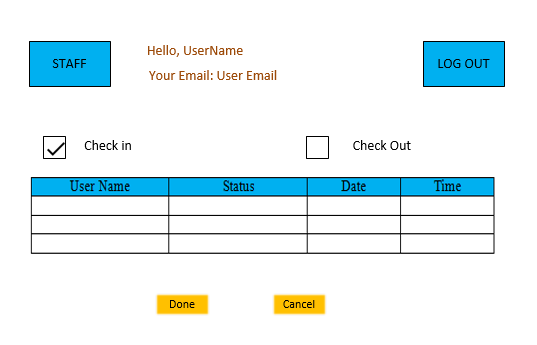 Hello, UserName
STAFF
LOG OUT
Your Email: User Email
Check in
Check Out
User Name Status Date Time
Done Cancel